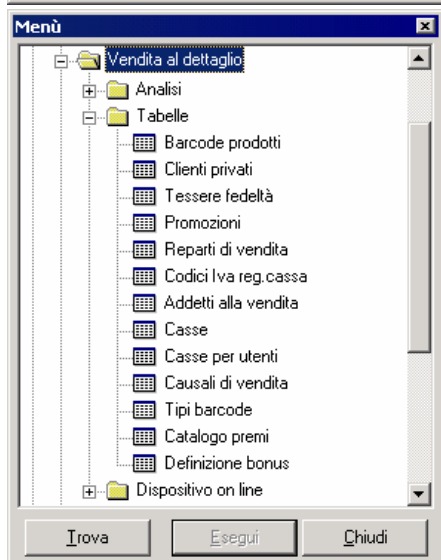 Menù
Vendita al dettaglio
Analisi
Tabelle
Barcode prodotti
Clienti privati
Tessere fedeltà
Promozioni
Reparti di vendita
Codici Iva reg.cassa
Addetti alla vendita
Casse
Casse per utenti
Causali di vendita
Tipi barcode
Catalogo premi
Definizione bonus
Dispositivo on line
Trova Esegui Chiudi